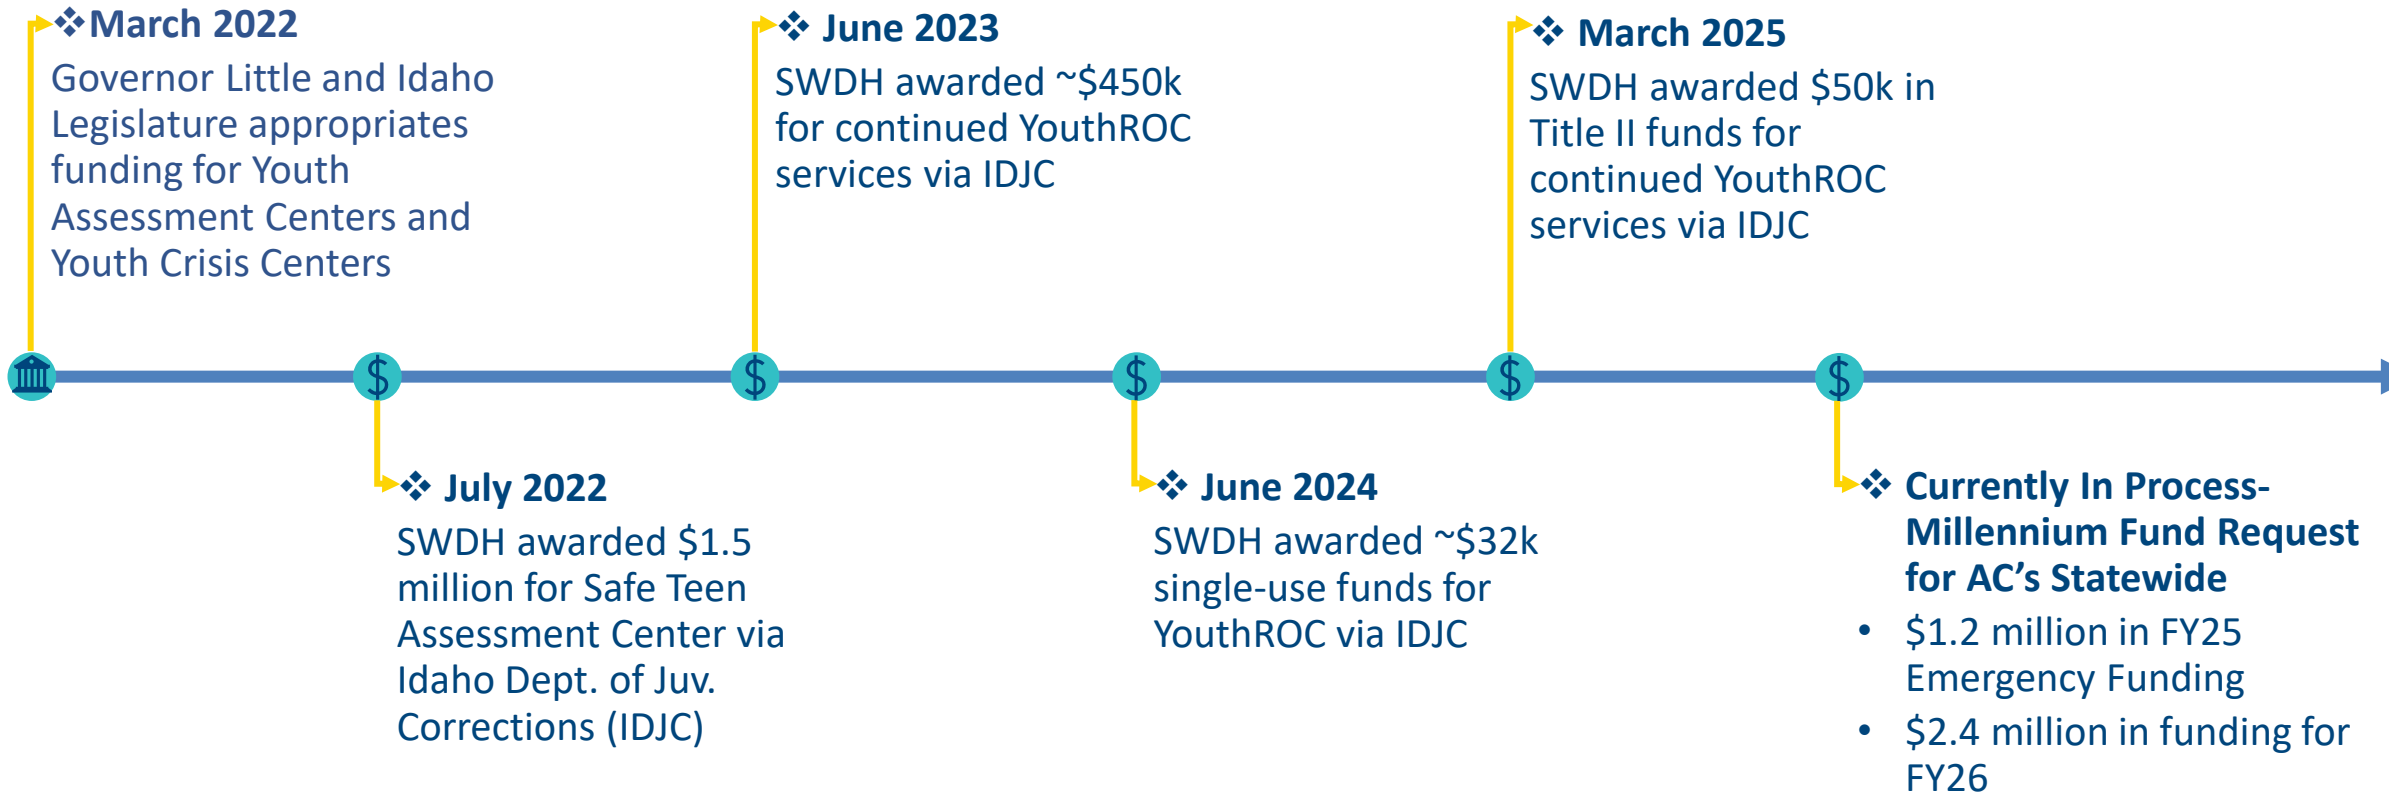 ❖March 2022
Governor Little and Idaho
Legislature appropriates
funding for Youth
Assessment Centers and
Youth Crisis Centers
$
❖ July 2022
SWDH awarded $1.5
million for Safe Teen
Assessment Center via
Idaho Dept. of Juv.
Corrections (IDJC)
❖ June 2023
SWDH awarded ~$450k
for continued YouthROC
services via IDJC
$
❖ June 2024
SWDH awarded ~$32k
single-use funds for
YouthROC via IDJC
$
❖ March 2025
SWDH awarded $50k in
Title II funds for
continued YouthROC
services via IDJC
$
❖ Currently In Process-
Millennium Fund Request
for AC’s Statewide
• $1.2 million in FY25
Emergency Funding
• $2.4 million in funding for
FY26
$